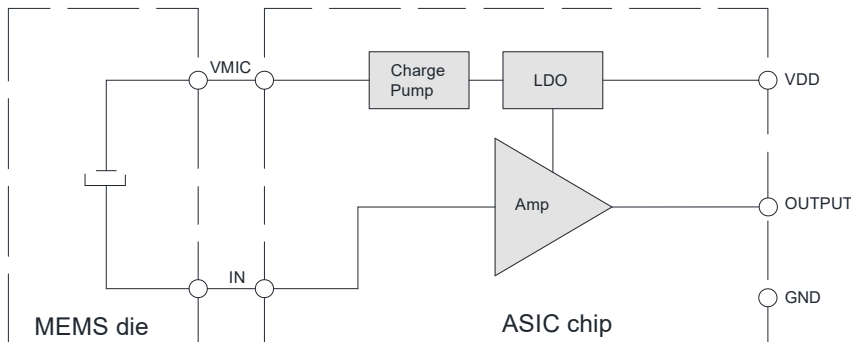 VMIC
Charge
Pump
LDO
VDD
Amp
OUTPUT
IN
GND
MEMS die
ASIC chip